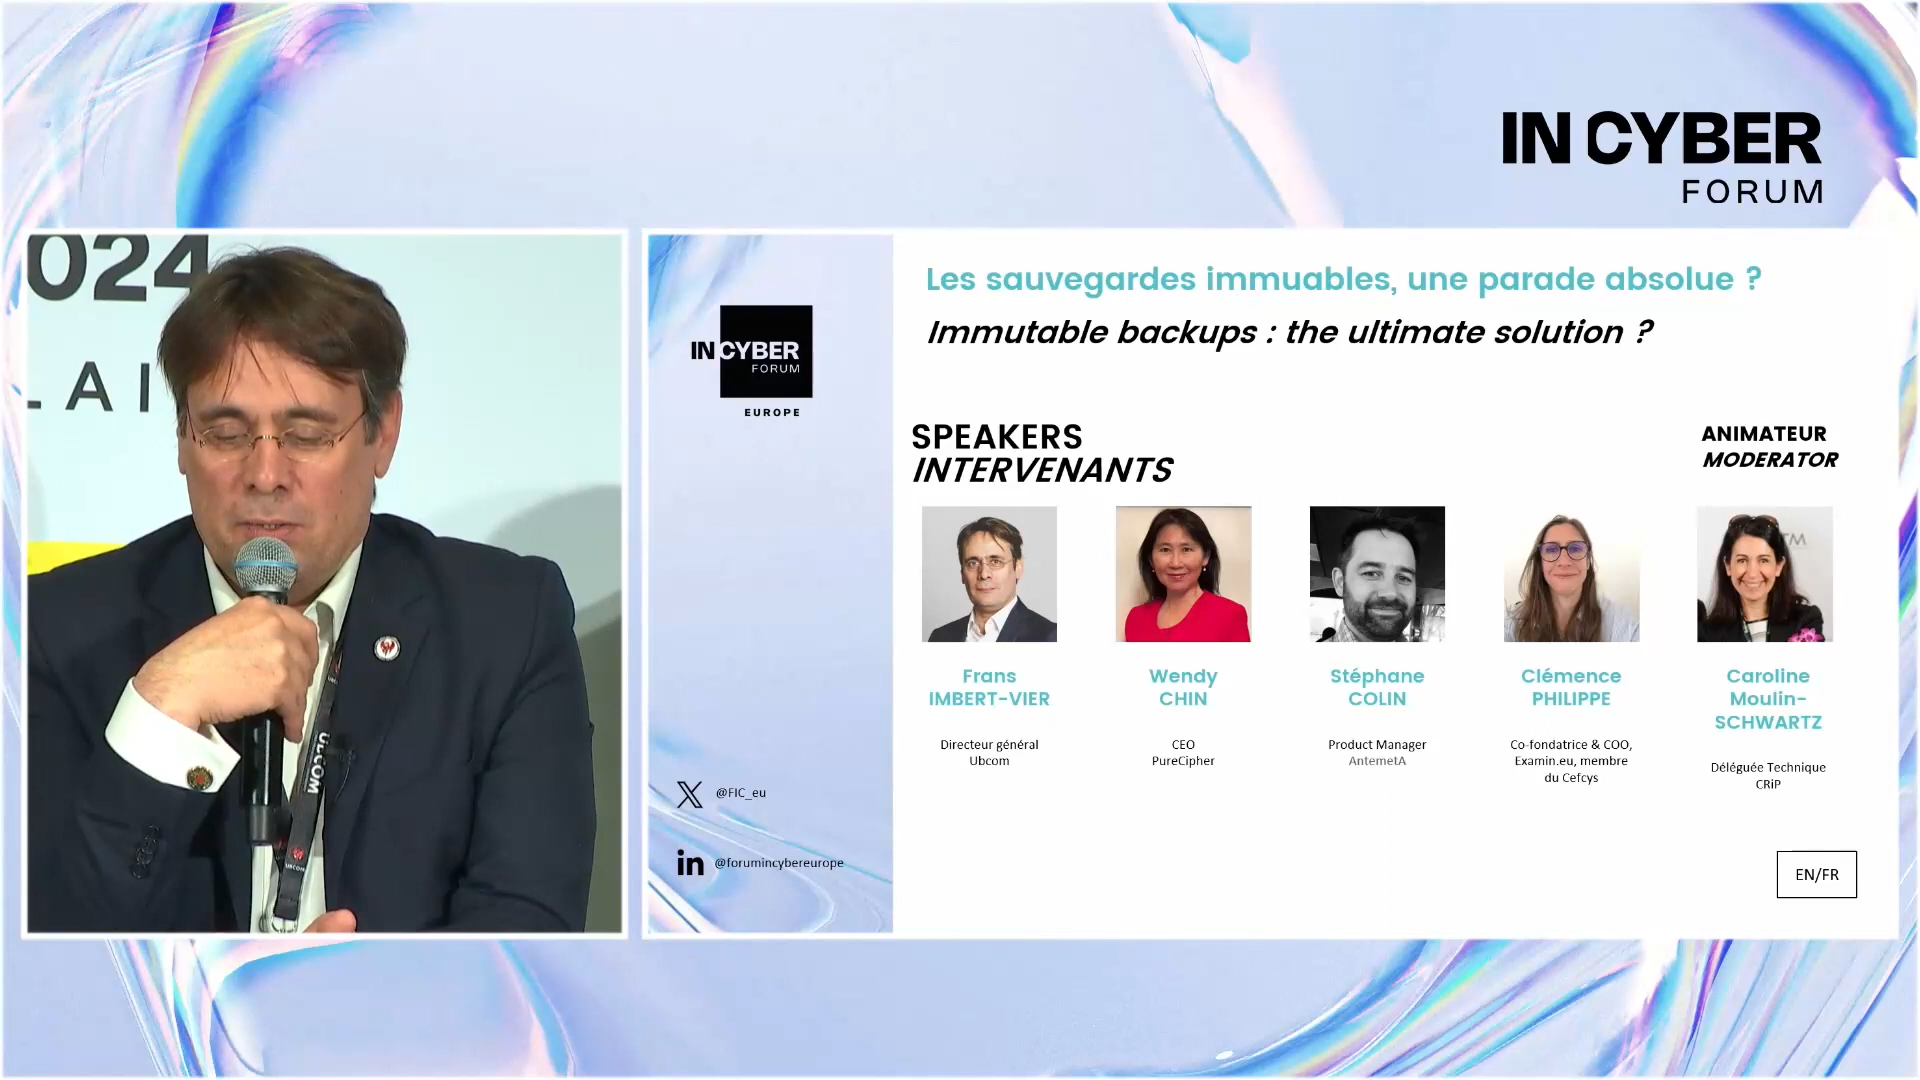 IN CYBER
FORUM
024
LAI
UBCOM
UBCOM
IN CYBER
FORUM
EUROPE
@FIC_eu
@forumincybereurope
Les sauvegardes immuables, une parade absolue ?
Immutable backups : the ultimate solution ?
SPEAKERS
INTERVENANTS
ANIMATEUR
MODERATOR
Frans
IMBERT-VIER
Directeur général
Ubcom
Wendy
CHIN
CEO
PureCipher
Stéphane
COLIN
Product Manager
AntemetA
Clémence
PHILIPPE
Co-fondatrice & COO,
Examin.eu, membre
du Cefcys
Caroline
Moulin-
SCHWARTZ
Déléguée Technique
CRiP
EN/FR